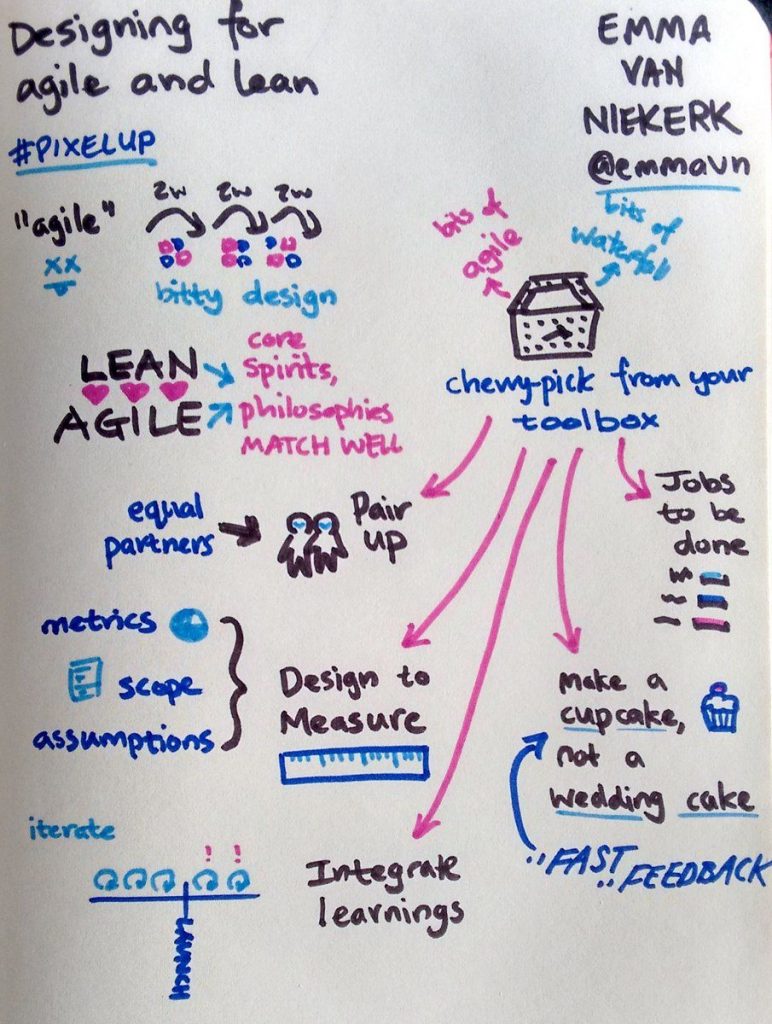 Designing for
agile and lean
#PIXELUP
EMMA
VAN
NIEKERK
@emmavn
"agile"
xx
2w 2w 2w
bitty design
bits of
agile
bits of
waterfall
LEAN
AGILE
core
Spirits,
philosophies
MATCH WELL
cherry-pick from your
toolbox
equal
partners
Pair
up
Jobs
to be
done
metrics
scope
assumptions
Design to
Measure
make a
cupcake,
not a
wedding cake
FAST
FEEDBACK
iterate
! !
LAUNCH
Integrate
learnings